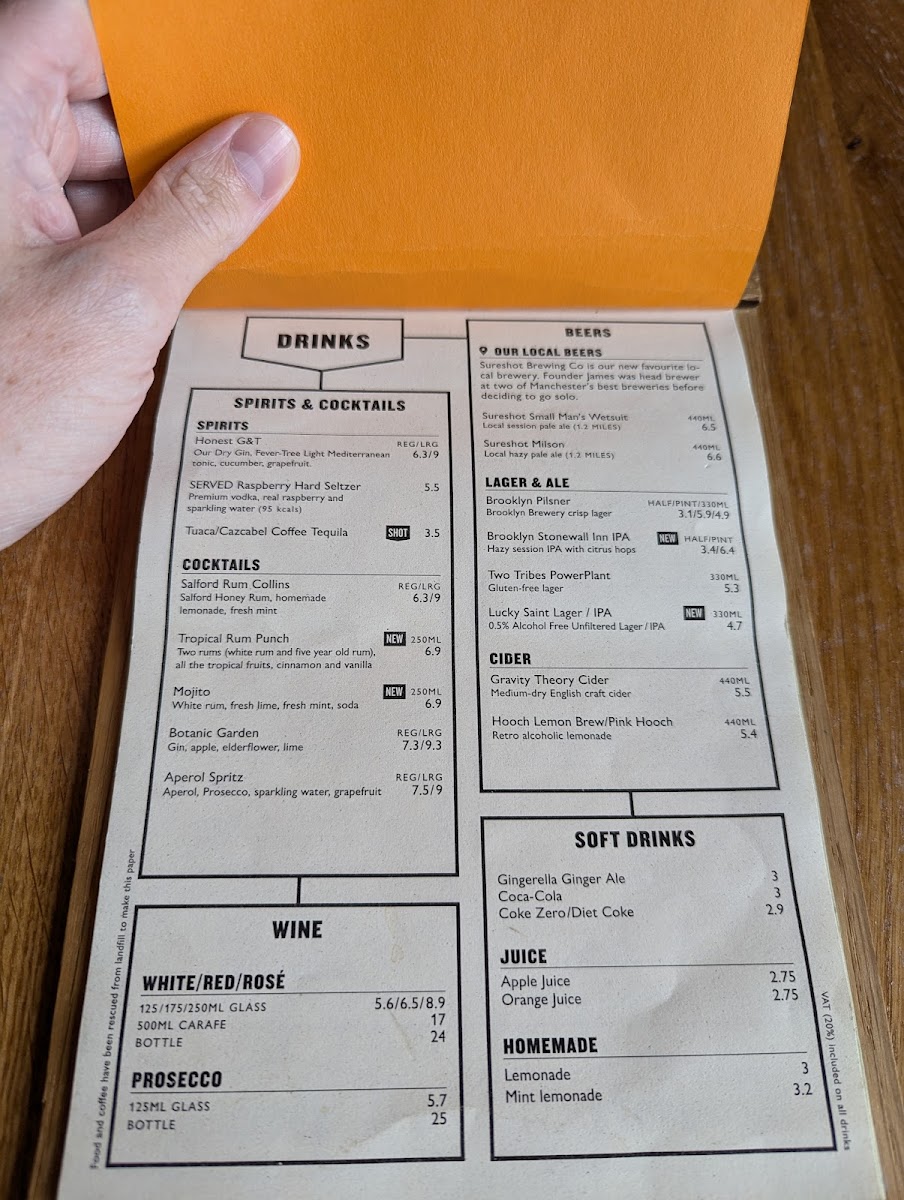 DRINKS
SPIRITS & COCKTAILS
SPIRITS
Honest G&T REG/LRG
Our Dry Gin, Fever-Tree Light Mediterranean 6.3/9
tonic, cucumber, grapefruit.
SERVED Raspberry Hard Seltzer 5.5
Premium vodka, real raspberry and
sparkling water (95 kcals)
Tuaca/Cazcabel Coffee Tequila SHOT 3.5
COCKTAILS
Salford Rum Collins REG/LRG
Salford Honey Rum, homemade 6.3/9
lemonade, fresh mint
Tropical Rum Punch NEW 250ML
Two rums (white rum and five year old rum), 6.9
all the tropical fruits, cinnamon and vanilla
Mojito NEW 250ML
White rum, fresh lime, fresh mint, soda 6.9
Botanic Garden REG/LRG
Gin, apple, elderflower, lime 7.3/9.3
Aperol Spritz REG/LRG
Aperol, Prosecco, sparkling water, grapefruit 7.5/9
WINE
WHITE/RED/ROSÉ
125/175/250ML GLASS 5.6/6.5/8.9
500ML CARAFE 17
BOTTLE 24
PROSECCO
125ML GLASS 5.7
BOTTLE 25
BEERS
OUR LOCAL BEERS
Sureshot Brewing Co is our new favourite lo-
cal brewery. Founder James was head brewer
at two of Manchester's best breweries before
deciding to go solo.
Sureshot Small Man's Wetsuit 440ML
Local session pale ale (1.2 MILES) 6.5
Sureshot Milson 440ML
Local hazy pale ale (1.2 MILES) 6.6
LAGER & ALE
Brooklyn Pilsner HALF/PINT/330ML
Brooklyn Brewery crisp lager 3.1/5.9/4.9
Brooklyn Stonewall Inn IPA NEW HALF/PINT
Hazy session IPA with citrus hops 3.4/6.4
Two Tribes PowerPlant 330ML
Gluten-free lager 5.3
Lucky Saint Lager / IPA NEW 330ML
0.5% Alcohol Free Unfiltered Lager / IPA 4.7
CIDER
Gravity Theory Cider 440ML
Medium-dry English craft cider 5.5
Hooch Lemon Brew/Pink Hooch 440ML
Retro alcoholic lemonade 5.4
SOFT DRINKS
Gingerella Ginger Ale 3
Coca-Cola 3
Coke Zero/Diet Coke 2.9
JUICE
Apple Juice 2.75
Orange Juice 2.75
HOMEMADE
Lemonade 3
Mint lemonade 3.2
Food and coffee have been rescued from landfill to make this paper
VAT (20%) included on all drinks